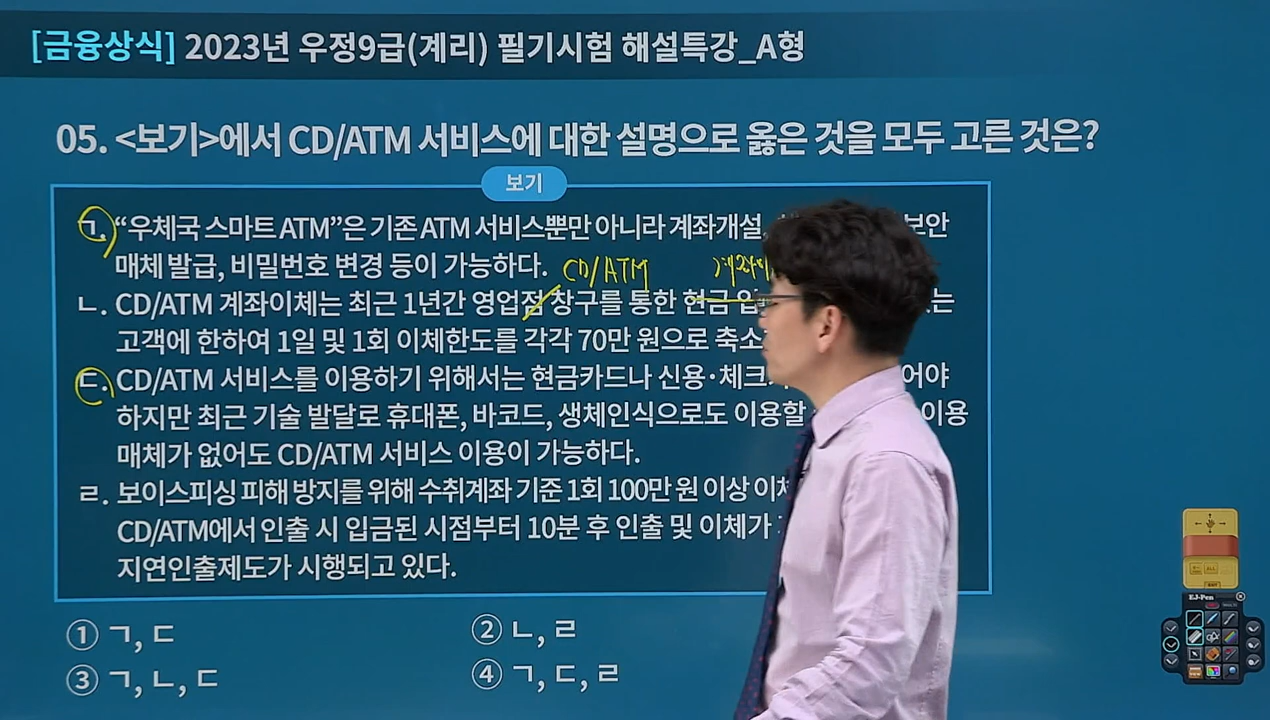 [금융상식] 2023년 우정9급(계리) 필기시험 해설특강_A형
05. <보기>에서 CD/ATM 서비스에 대한 설명으로 옳은 것을 모두 고른 것은?
보기
ㄱ. “우체국 스마트 ATM”은 기존 ATM 서비스뿐만 아니라 계좌개설, 보안
매체 발급, 비밀번호 변경 등이 가능하다.
CD/ATM
ㄴ. CD/ATM 계좌이체는 최근 1년간 영업점 창구를 통한 현금
고객에 한하여 1일 및 1회 이체한도를 각각 70만 원으로
ㄷ. CD/ATM 서비스를 이용하기 위해서는 현금카드나 신용·체크 어야
하지만 최근 기술 발달로 휴대폰, 바코드, 생체인식으로도 이용할 이용
매체가 없어도 CD/ATM 서비스 이용이 가능하다.
ㄹ. 보이스피싱 피해 방지를 위해 수취계좌 기준 1회 100만 원 이상
CD/ATM에서 인출 시 입금된 시점부터 10분 후 인출 및 이체가
지연인출제도가 시행되고 있다.
① ㄱ, ㄷ ② ㄴ, ㄹ
③ ㄱ, ㄴ, ㄷ ④ ㄱ, ㄷ, ㄹ
EJ-Pen